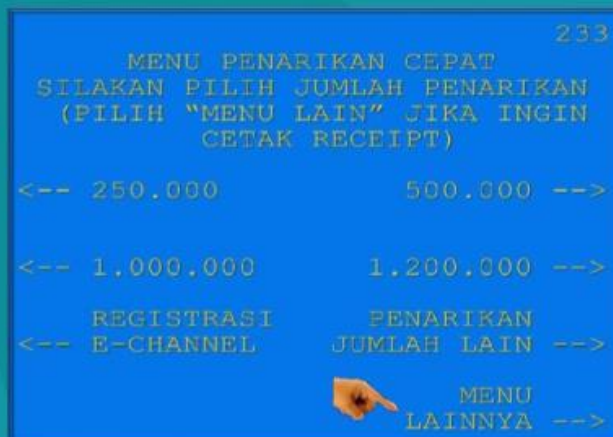 233
MENU PENARIKAN CEPAT
SILAKAN PILIH JUMLAH PENARIKAN
(PILIH “MENU LAIN” JIKA INGIN
CETAK RECEIPT)
<-- 250.000 500.000 -->
<-- 1.000.000 1.200.000 -->
REGISTRASI PENARIKAN
<-- E-CHANNEL JUMLAH LAIN -->
MENU
LAINNYA -->